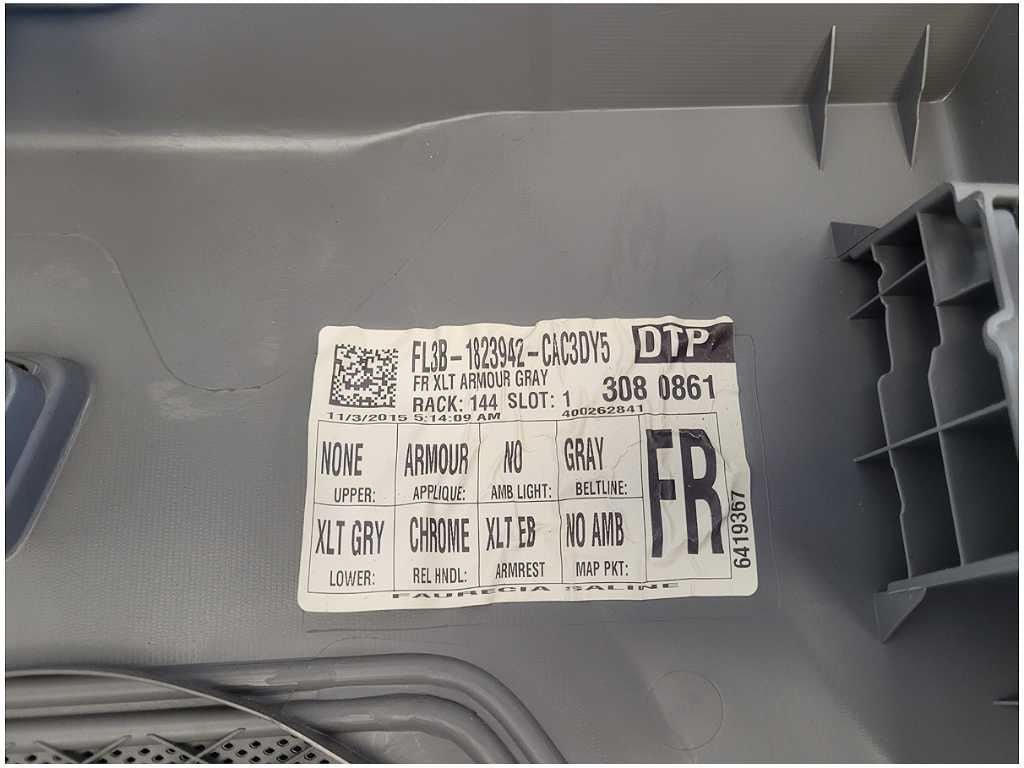 FL3B-1823942-CAC3DY5
DTP
FR XLT ARMOUR GRAY
RACK: 144 SLOT: 1
308 0861
11/3/2015 5:14:09 AM
400262841
NONE
UPPER:
ARMOUR
APPLIQUE:
NO
AMB LIGHT:
GRAY
BELTLINE:
FR
6419367
XLT GRY
LOWER:
CHROME
REL HNDL:
XLT EB
ARMREST
NO AMB
MAP PKT:
FAURECIA SALINE